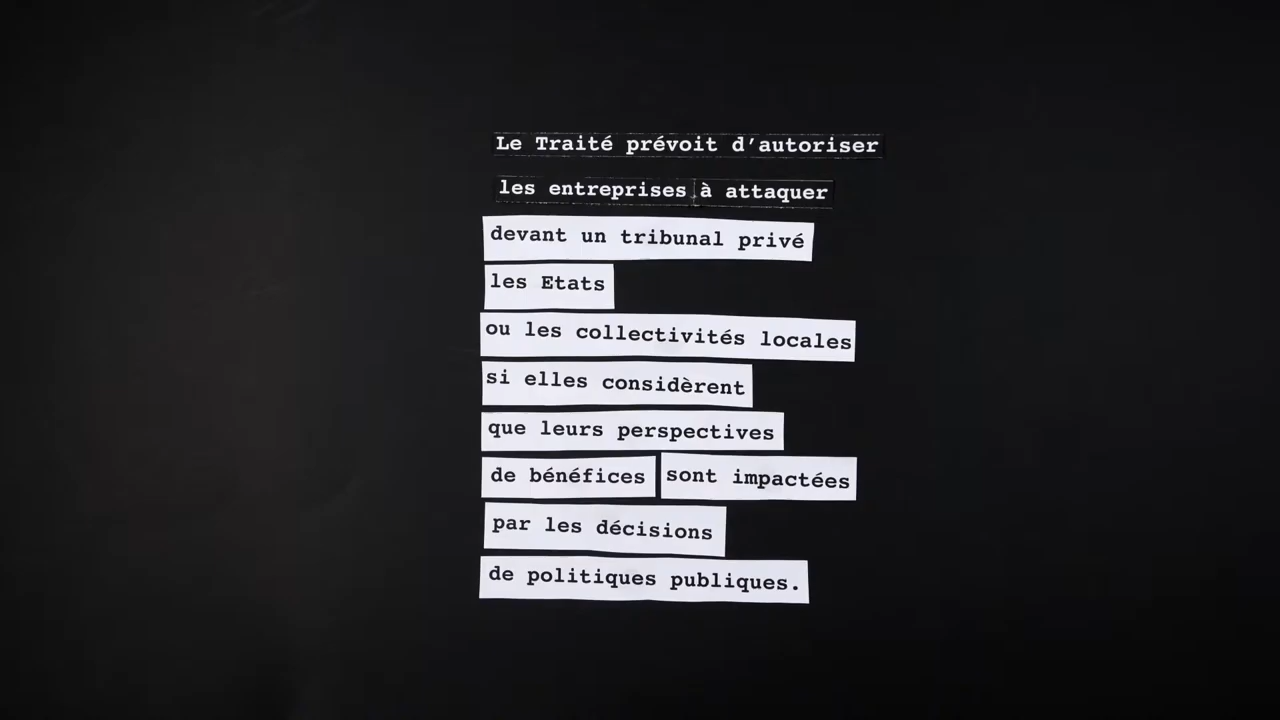 Le Traité prévoit d’autoriser
les entreprises à attaquer
devant un tribunal privé
les Etats
ou les collectivités locales
si elles considèrent
que leurs perspectives
de bénéfices sont impactées
par les décisions
de politiques publiques.